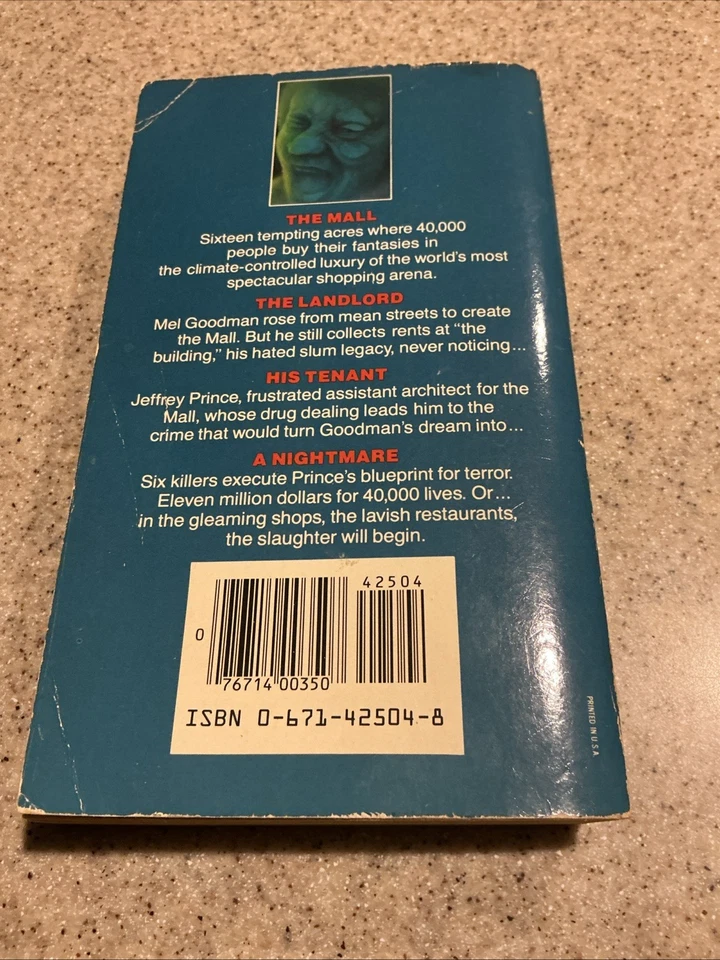 THE MALL
Sixteen tempting acres where 40,000
people buy their fantasies in
the climate-controlled luxury of the world's most
spectacular shopping arena.
THE LANDLORD
Mel Goodman rose from mean streets to create
the Mall. But he still collects rents at "the
building," his hated slum legacy, never noticing...
HIS TENANT
Jeffrey Prince, frustrated assistant architect for the
Mall, whose drug dealing leads him to the
crime that would turn Goodman's dream into...
A NIGHTMARE
Six killers execute Prince's blueprint for terror.
Eleven million dollars for 40,000 lives. Or...
in the gleaming shops, the lavish restaurants,
the slaughter will begin.
42504
0
76714 00350
ISBN 0-671-42504-8
PRINTED IN U.S.A.